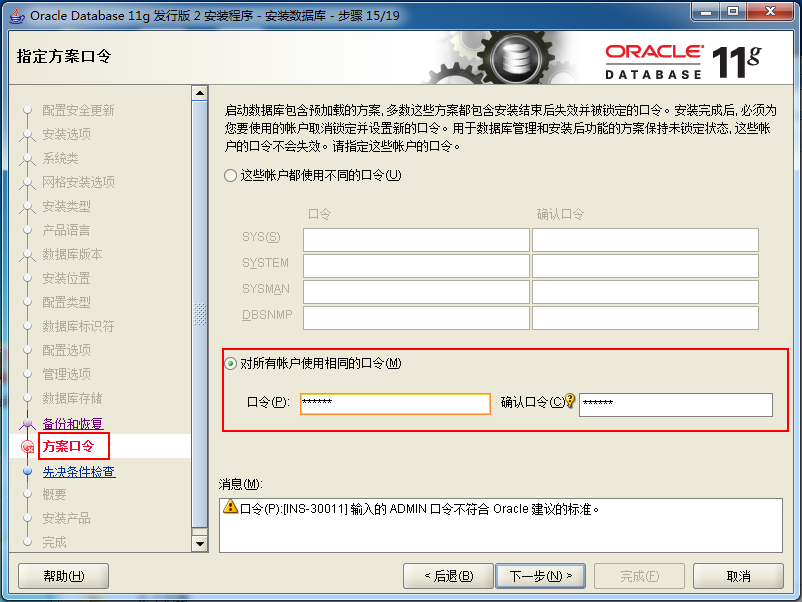 Oracle Database 11g 发行版 2 安装程序 - 安装数据库 - 步骤 15/19
指定方案口令
ORACLE 11g
DATABASE
配置安全更新
安装选项
系统类
网格安装选项
安装类型
产品语言
数据库版本
安装位置
配置类型
数据库标识符
配置选项
管理选项
数据库存储
备份和恢复
方案口令
先决条件检查
概要
安装产品
完成
启动数据库包含预加载的方案, 多数这些方案都包含安装结束后失效并被锁定的口令。安装完成后, 必须为
您要使用的帐户取消锁定并设置新的口令。用于数据库管理和安装后功能的方案保持未锁定状态, 这些帐
户的口令不会失效。请指定这些帐户的口令。
这些帐户都使用不同的口令(U)
口令 确认口令
SYS(S)
SYSTEM
SYSMAN
DBSNMP
对所有帐户使用相同的口令(M)
口令(P): ****** 确认口令(C) ******
消息(M):
口令(P):[INS-30011] 输入的 ADMIN 口令不符合 Oracle 建议的标准。
帮助(H) < 后退(B) 下一步(N) > 完成(F) 取消